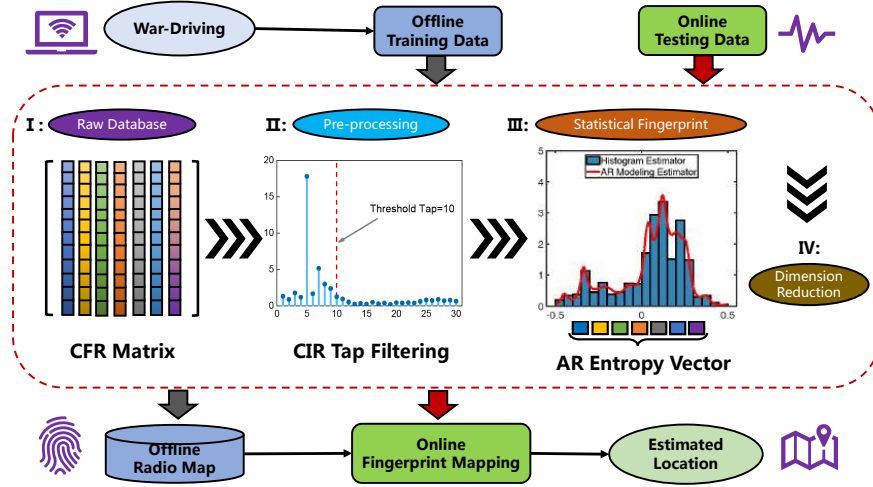 War-Driving
Offline
Training Data
Online
Testing Data
I:
Raw Database
II:
Pre-processing
III:
Statistical Fingerprint
20
15
10
5
0
0
5
10
15
20
25
30
Threshold Tap=10
5
4
3
2
1
0
-0.5
0
0.5
Histogram Estimator
AR Modeling Estimator
IV:
Dimension
Reduction
CFR Matrix
CIR Tap Filtering
AR Entropy Vector
Offline
Radio Map
Online
Fingerprint Mapping
Estimated
Location